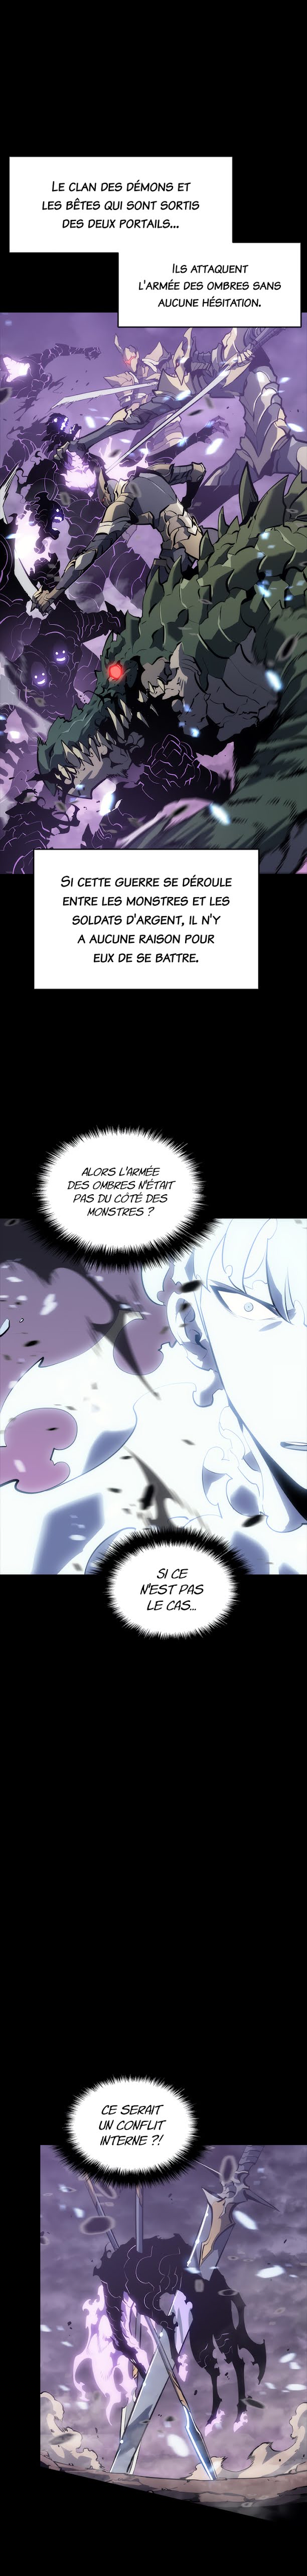 LE CLAN DES DÉMONS ET
LES BÊTES QUI SONT SORTIS
DES DEUX PORTAILS...
ILS ATTAQUENT
L'ARMÉE DES OMBRES SANS
AUCUNE HÉSITATION.
SI CETTE GUERRE SE DÉROULE
ENTRE LES MONSTRES ET LES
SOLDATS D'ARGENT, IL N'Y
A AUCUNE RAISON POUR
EUX DE SE BATTRE.
ALORS L'ARMÉE
DES OMBRES N'ÉTAIT
PAS DU CÔTÉ DES
MONSTRES ?
SI CE
N'EST PAS
LE CAS...
CE SERAIT
UN CONFLIT
INTERNE ?!